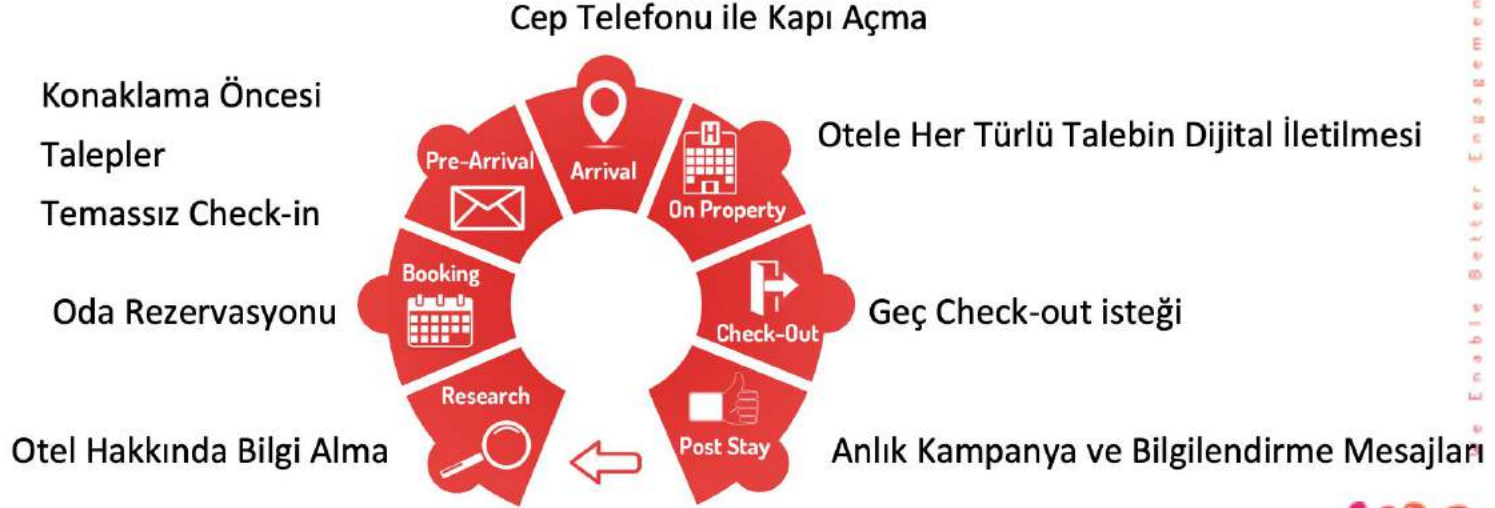 Cep Telefonu ile Kapı Açma
Konaklama Öncesi
Talepler
Temassız Check-in
Oda Rezervasyonu
Otel Hakkında Bilgi Alma
Research
Booking
Pre-Arrival
Arrival
On Property
Check-Out
Post Stay
Otele Her Türlü Talebin Dijital İletilmesi
Geç Check-out isteği
Anlık Kampanya ve Bilgilendirme Mesajları
Enable Better